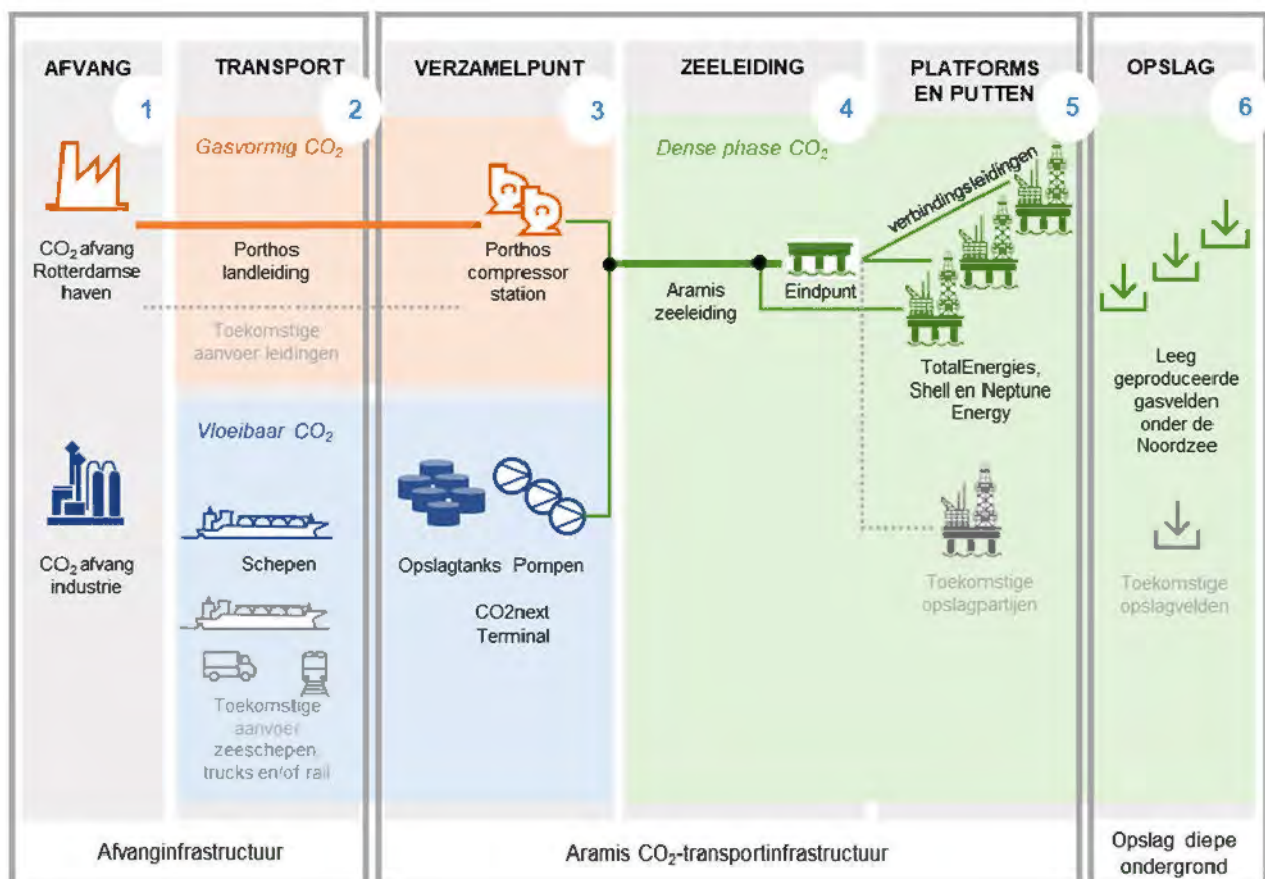 AFVANG
TRANSPORT
VERZAMELPUNT
ZEELEIDING
PLATFORMS
EN PUTTEN
OPSLAG
1
2
3
4
5
6
Gasvormig CO₂
Dense phase CO₂
verbindingsleidingen
C
C
CO₂ afvang
Rotterdamse
haven
Porthos
landleiding
Porthos
compressor
station
Aramis
zeeleiding
Eindpunt
Toekomstige
aanvoer leidingen
TotalEnergies,
Shell en Neptune
Energy
Leeg
geproduceerde
gasvelden
onder de
Noordzee
Vloeibaar CO₂
CO₂ afvang
industrie
Schepen
Opslagtanks
Pompen
CO2next
Terminal
Toekomstige
opslagpartijen
Toekomstige
opslagvelden
Toekomstige
aanvoer
zeeschepen,
trucks en/of rail
Afvanginfrastructuur
Aramis CO₂-transportinfrastructuur
Opslag diepe
ondergrond